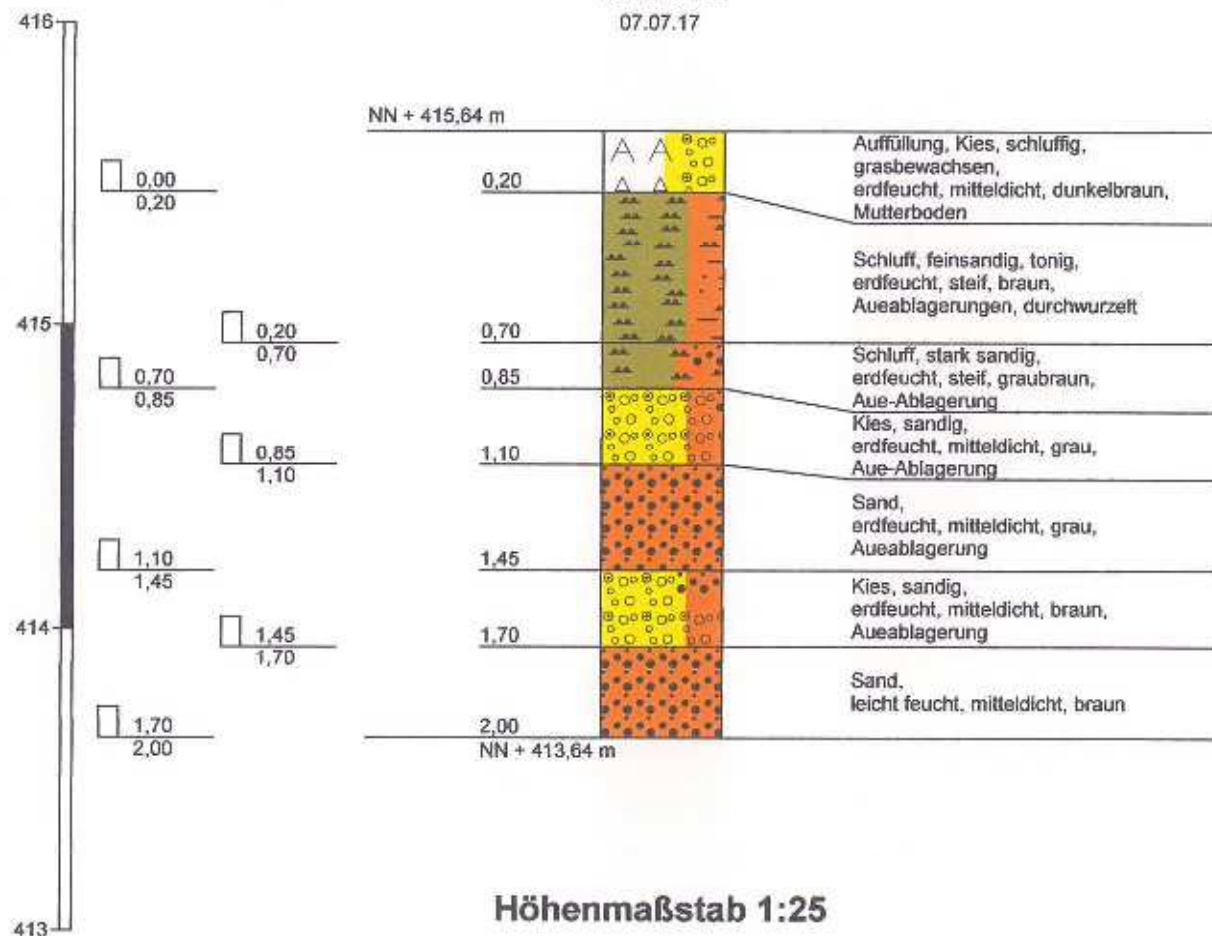 416
07.07.17
NN + 415,64 m
Auffüllung, Kies, schluffig,
grasbewachsen,
erdfeucht, mitteldicht, dunkelbraun,
Mutterboden
0,00
0,20
0,20
Schluff, feinsandig, tonig,
erdfeucht, steif, braun,
Aueablagerungen, durchwurzelt
415
0,20
0,70
0,70
Schluff, stark sandig,
erdfeucht, steif, graubraun,
Aue-Ablagerung
0,70
0,85
0,85
Kies, sandig,
erdfeucht, mitteldicht, grau,
Aue-Ablagerung
0,85
1,10
1,10
Sand,
erdfeucht, mitteldicht, grau,
Aueablagerung
1,10
1,45
1,45
Kies, sandig,
erdfeucht, mitteldicht, braun,
Aueablagerung
414
1,45
1,70
1,70
Sand,
leicht feucht, mitteldicht, braun
1,70
2,00
2,00
NN + 413,64 m
Höhenmaßstab 1:25
413